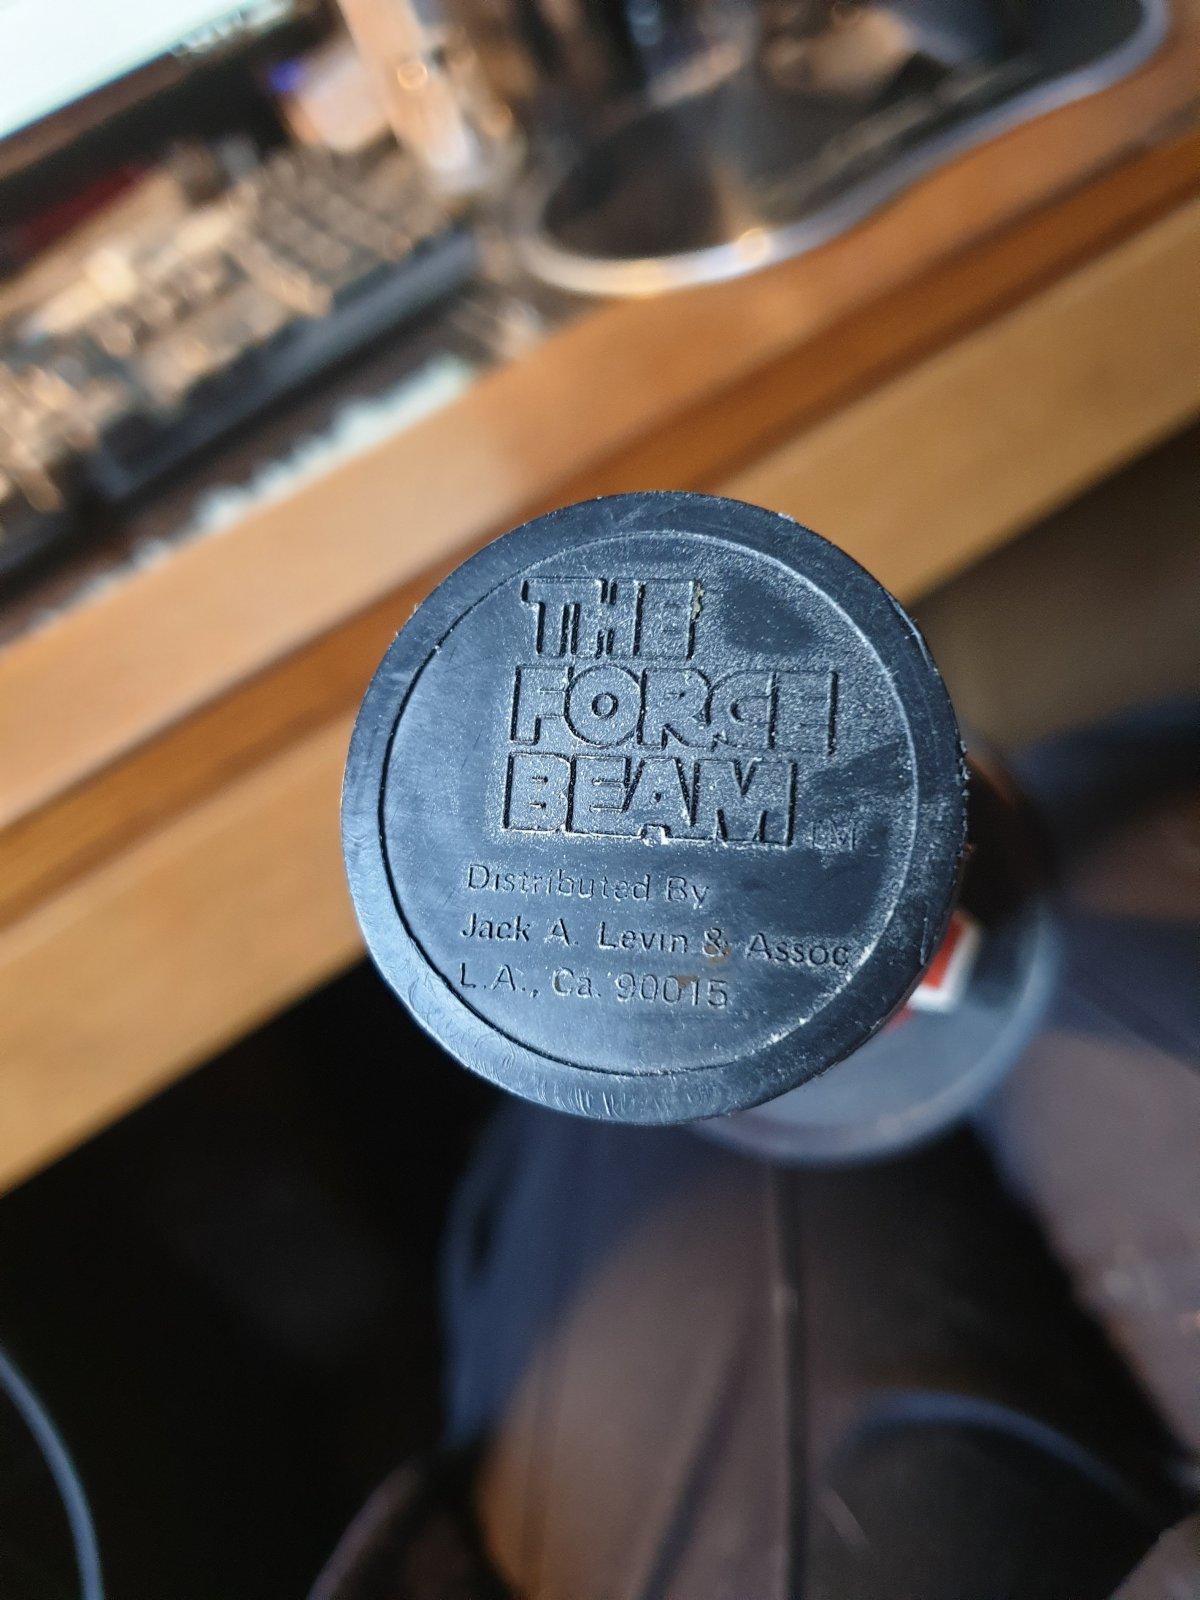 THE
FORCE
BEAM TM
Distributed By
Jack A. Levin & Assoc
L.A., Ca. 90015